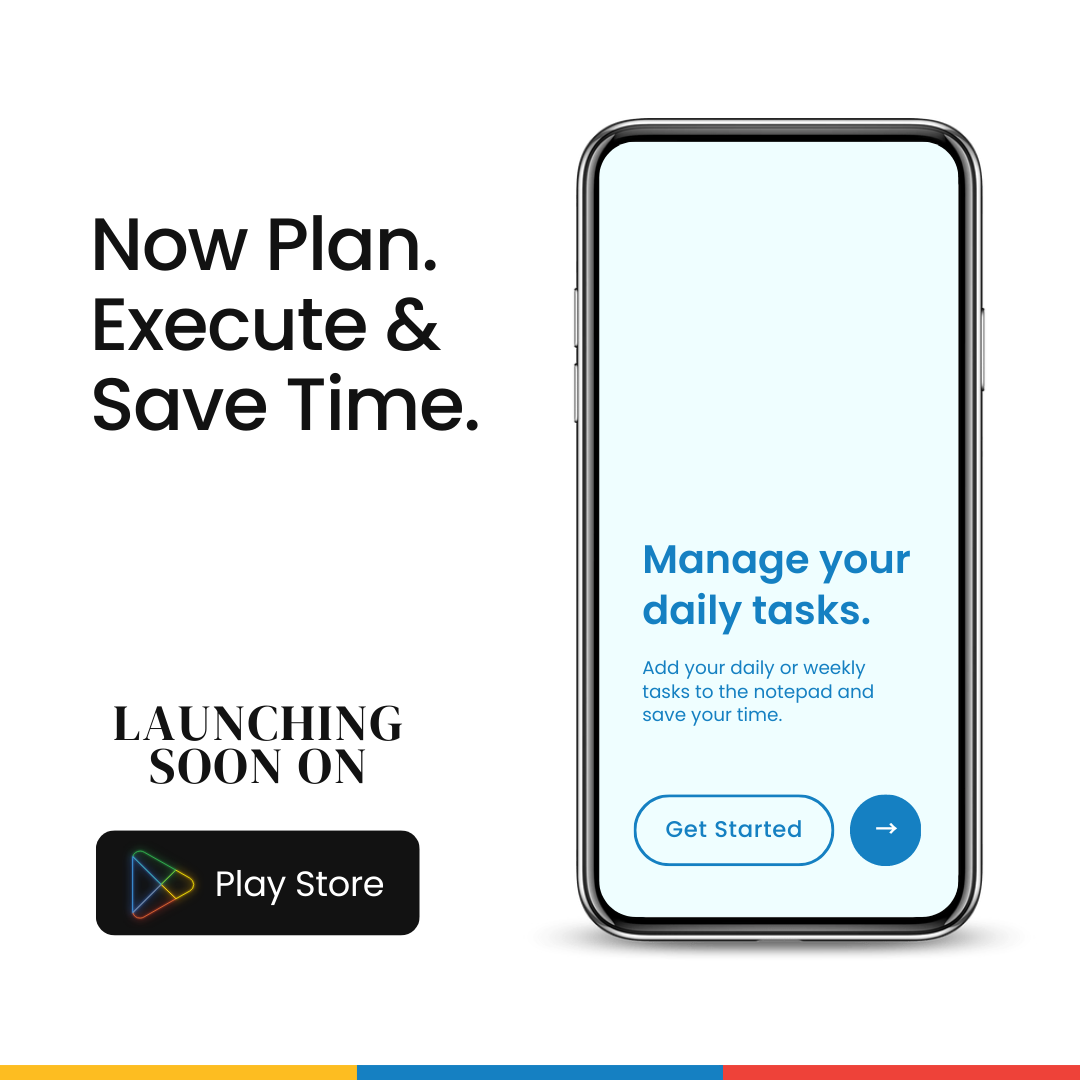 Now Plan.
Execute &
Save Time.
LAUNCHING
SOON ON
Play Store
Manage your
daily tasks.
Add your daily or weekly
tasks to the notepad and
save your time.
Get Started
→